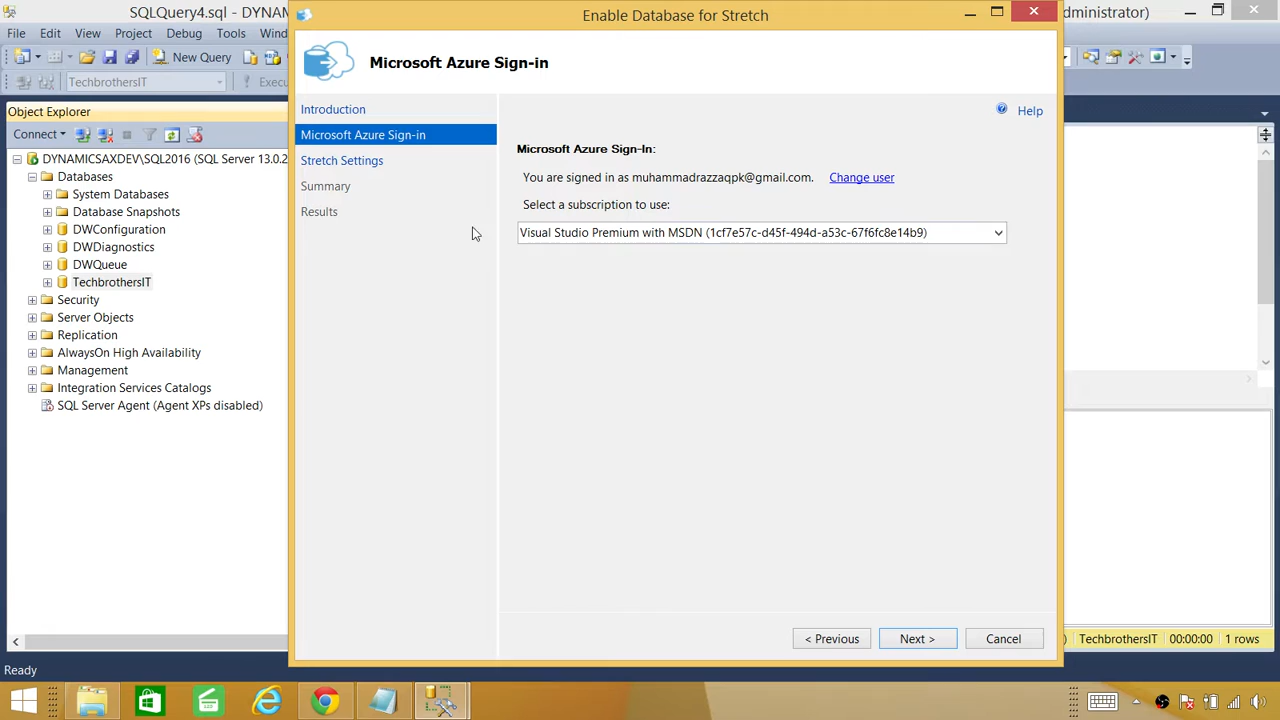 SQLQuery4.sql - DYNAM
Enable Database for Stretch
dministrator)
File Edit View Project Debug Tools Wind
New Query
TechbrothersIT
Execu
Microsoft Azure Sign-in
Object Explorer
Connect
DYNAMICSAXDEV\SQL2016 (SQL Server 13.0.2
Databases
System Databases
Database Snapshots
DWConfiguration
DWDiagnostics
DWQueue
TechbrothersIT
Security
Server Objects
Replication
AlwaysOn High Availability
Management
Integration Services Catalogs
SQL Server Agent (Agent XPs disabled)
Introduction
Microsoft Azure Sign-in
Stretch Settings
Summary
Results
Help
Microsoft Azure Sign-In:
You are signed in as muhammadrazzaqpk@gmail.com. Change user
Select a subscription to use:
Visual Studio Premium with MSDN (1cf7e57c-d45f-494d-a53c-67f6fc8e14b9)
< Previous Next > Cancel
TechbrothersIT 00:00:00 1 rows
Ready